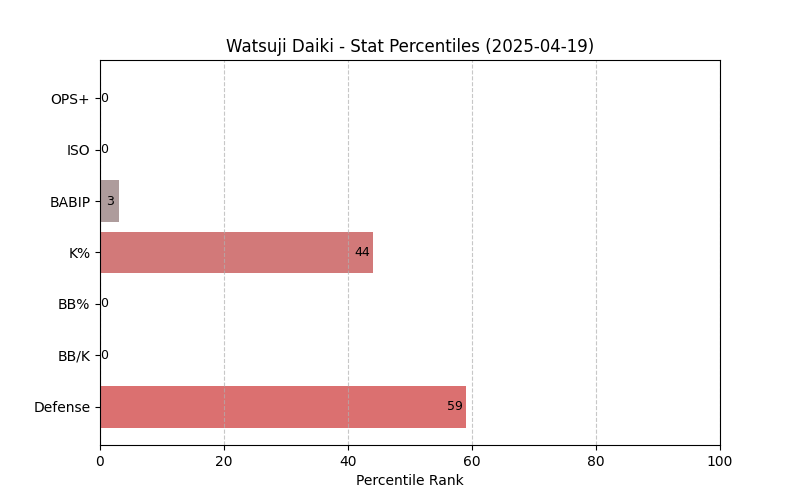 Watsuji Daiki - Stat Percentiles (2025-04-19)
OPS+ 0
ISO 0
BABIP 3
K% 44
BB% 0
BB/K 0
Defense 59
0 20 40 60 80 100
Percentile Rank